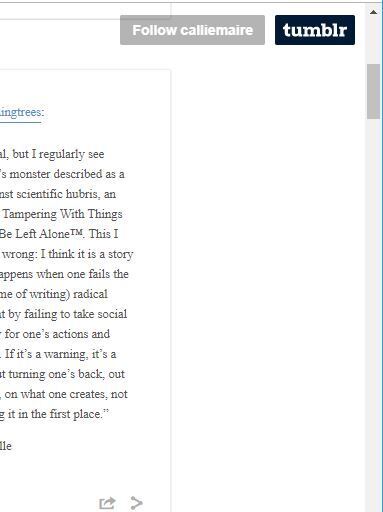 Follow calliemaire
tumblr
ingtrees:
al, but I regularly see
's monster described as a
nst scientific hubris, an
Tampering With Things
Be Left Alone™. This I
wrong: I think it is a story
appens when one fails the
me of writing) radical
t by failing to take social
for one's actions and
. If it's a warning, it's a
ut turning one's back, out
, on what one creates, not
g it in the first place.”
lle